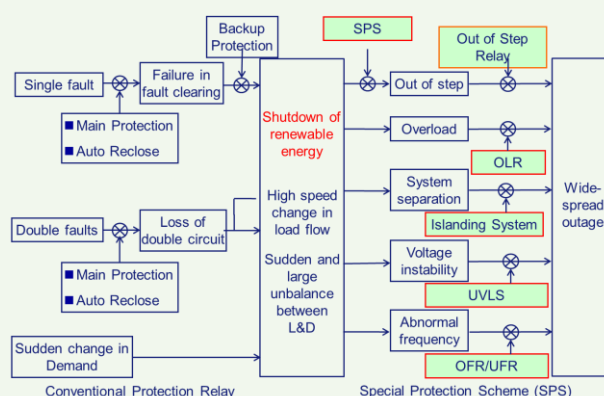 Backup
Protection
SPS
Out of Step
Relay
Single fault
Failure in
fault clearing
Out of step
Main Protection
Auto Reclose
Shutdown of
renewable
energy
Overload
OLR
High speed
change in
load flow
System
separation
Islanding System
Wide-
spread
outage
Double faults
Loss of
double circuit
Main Protection
Auto Reclose
Sudden and
large
unbalance
between
L&D
Voltage
instability
UVLS
Abnormal
frequency
OFR/UFR
Sudden change in
Demand
Conventional Protection Relay
Special Protection Scheme (SPS)